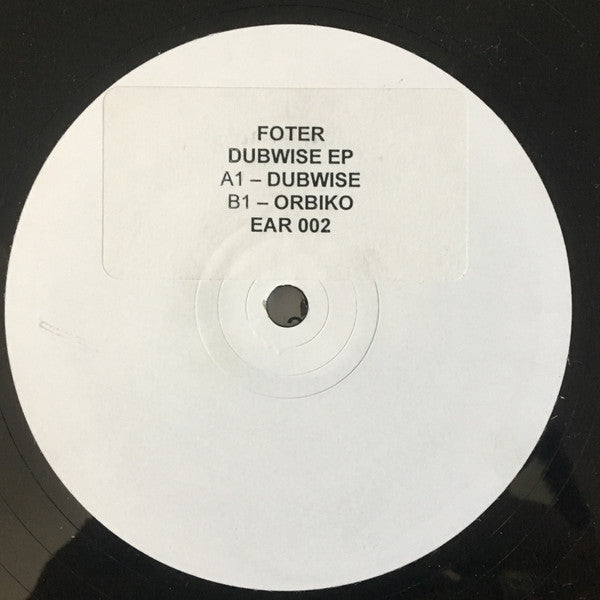 FOTER
DUBWISE EP
A1 – DUBWISE
B1 – ORBIKO
EAR 002